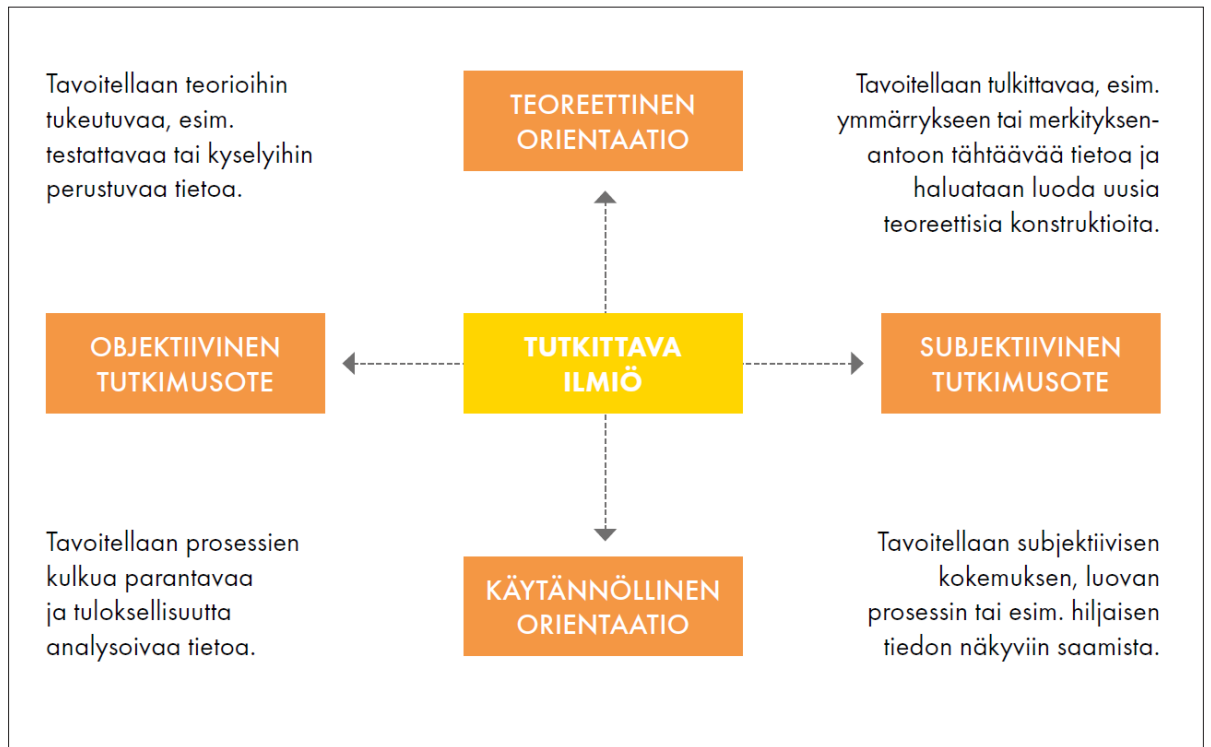 Tavoitellaan teorioihin
tukeutuvaa, esim.
testattavaa tai kyselyihin
perustuvaa tietoa.
TEOREETTINEN
ORIENTAATIO
Tavoitellaan tulkittavaa, esim.
ymmärrykseen tai merkityksen-
antoon tähtäävää tietoa ja
haluataan luoda uusia
teoreettisia konstruktioita.
OBJEKTIIVINEN
TUTKIMUSOTE
TUTKITTAVA
ILMIÖ
SUBJEKTIIVINEN
TUTKIMUSOTE
Tavoitellaan prosessien
kulkua parantavaa
ja tuloksellisuutta
analysoivaa tietoa.
KÄYTÄNNÖLLINEN
ORIENTAATIO
Tavoitellaan subjektiivisen
kokemuksen, luovan
prosessin tai esim. hiljaisen
tiedon näkyviin saamista.